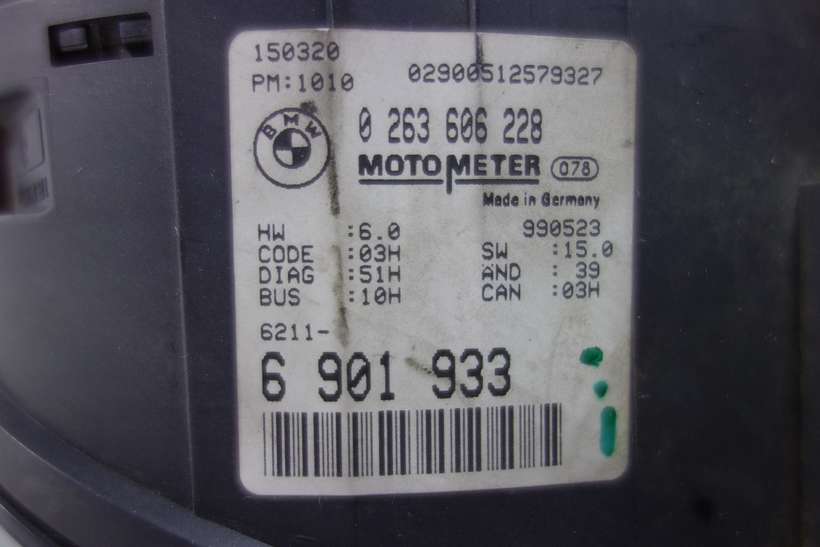 150320
PM:1010
02900512579327
BMW
0 263 606 228
MOTOMETER 078
Made in Germany
990523
HW :6.0
CODE :03H
SW :15.0
DIAG :51H
ÄND : 39
BUS :10H
CAN :03H
6211-
6 901 933